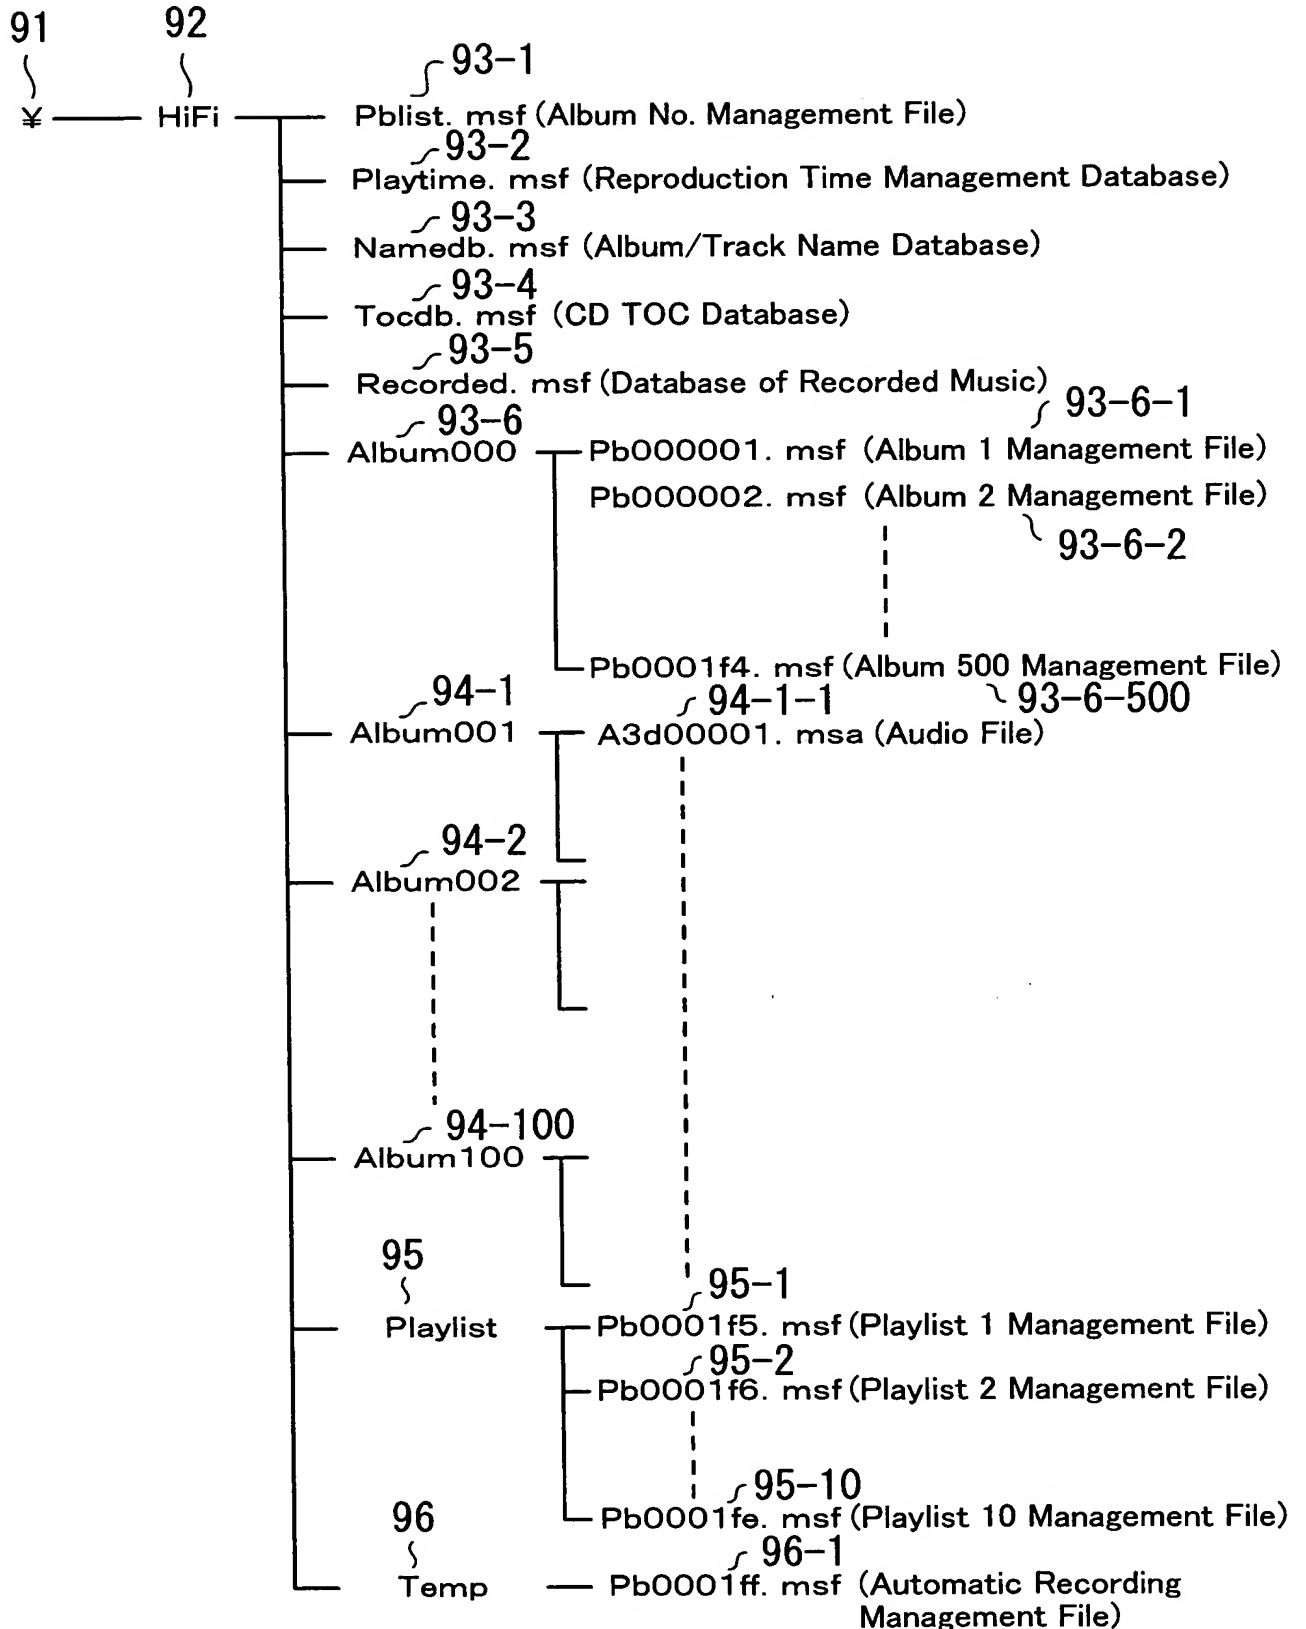 91 92
93-1
¥ HiFi Pblist. msf (Album No. Management File)
93-2
Playtime. msf (Reproduction Time Management Database)
93-3
Namedb. msf (Album/Track Name Database)
93-4
Tocdb. msf (CD TOC Database)
93-5
Recorded. msf (Database of Recorded Music)
93-6 93-6-1
Album000 Pb000001. msf (Album 1 Management File)
Pb000002. msf (Album 2 Management File)
93-6-2
Pb0001f4. msf (Album 500 Management File)
94-1 94-1-1 93-6-500
Album001 A3d00001. msa (Audio File)
94-2
Album002
94-100
Album100
95 95-1
Playlist Pb0001f5. msf (Playlist 1 Management File)
95-2
Pb0001f6. msf (Playlist 2 Management File)
95-10
Pb0001fe. msf (Playlist 10 Management File)
96 96-1
Temp Pb0001ff. msf (Automatic Recording
Management File)